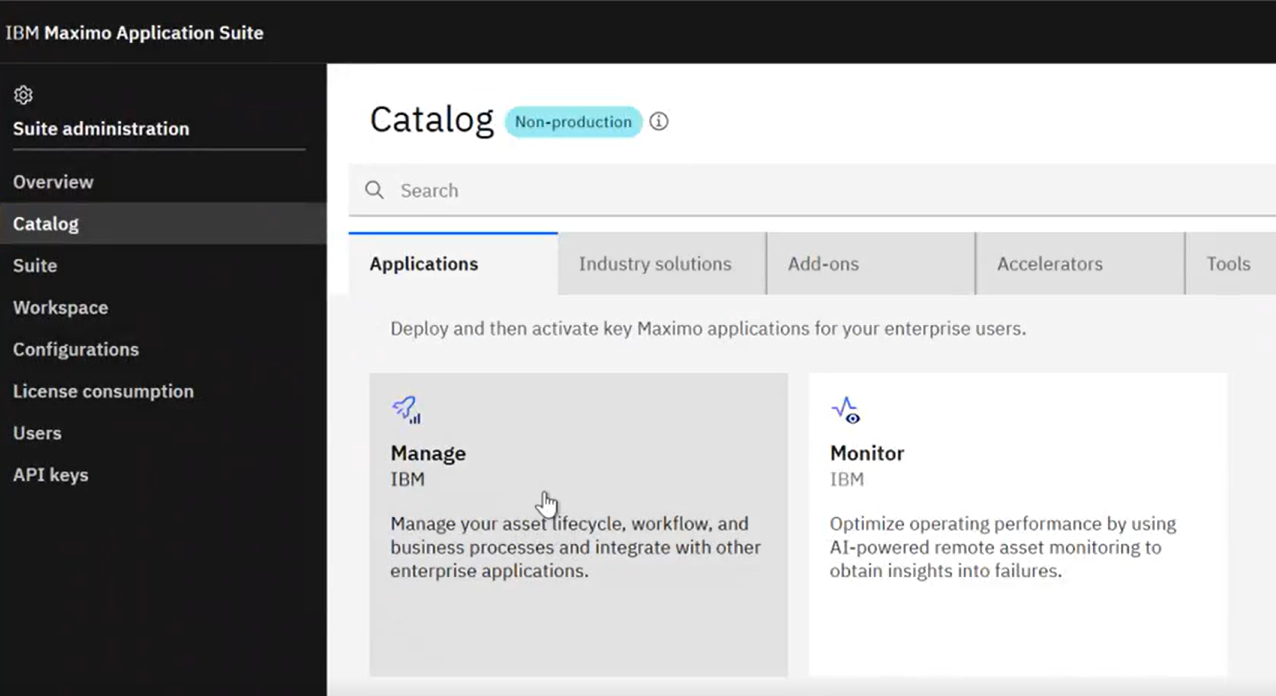 IBM Maximo Application Suite
Suite administration
Overview
Catalog
Suite
Workspace
Configurations
License consumption
Users
API keys
Catalog
Non-production
Search
Applications
Industry solutions
Add-ons
Accelerators
Tools
Deploy and then activate key Maximo applications for your enterprise users.
Manage
IBM
Manage your asset lifecycle, workflow, and
business processes and integrate with other
enterprise applications.
Monitor
IBM
Optimize operating performance by using
AI-powered remote asset monitoring to
obtain insights into failures.